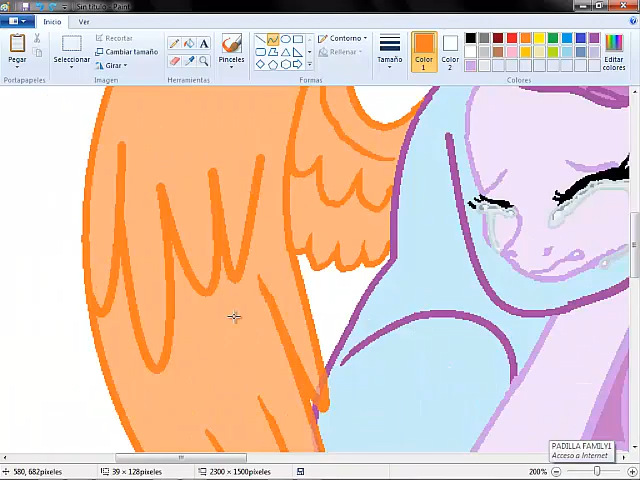 Sin título - Paint
Inicio Ver
Pegar
Seleccionar
Recortar
Cambiar tamaño
Girar
Pinceles
Contorno
Rellenar
Tamaño
Color 1
Color 2
Editar colores
Portapapeles Imagen Herramientas Formas Colores
A
PADILLA FAMILY1
Acceso a Internet
580, 682píxeles 39 × 128píxeles 2300 × 1500píxeles 200%